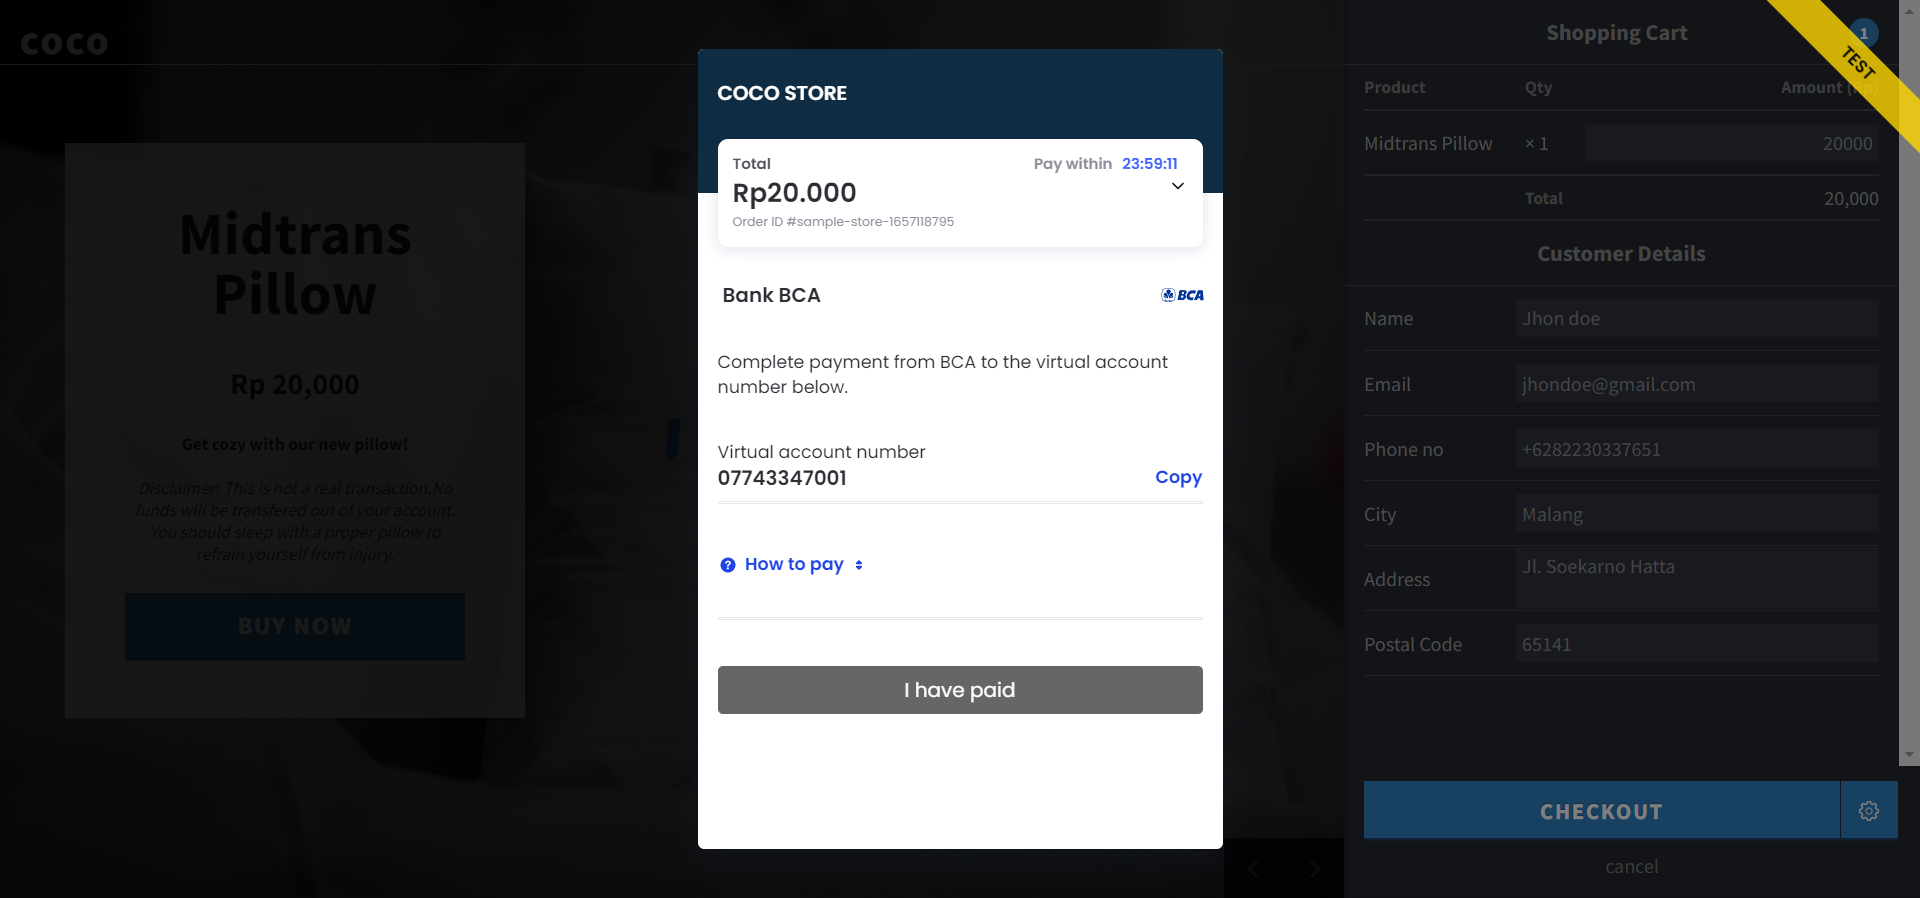 coco
Midtrans
Pillow
Rp 20,000
Get cozy with our new pillow!
Disclaimer: This is not a real transaction.No
funds will be transfered out of your account.
You should sleep with a proper pillow to
refrain yourself from injury.
BUY NOW
COCO STORE
Total
Pay within 23:59:11
Rp20.000
Order ID #sample-store-1657118795
Bank BCA
BCA
Complete payment from BCA to the virtual account
number below.
Virtual account number
07743347001
Copy
? How to pay
I have paid
Shopping Cart
1
TEST
Product Qty Amount (Rp)
Midtrans Pillow × 1 20000
Total 20,000
Customer Details
Name Jhon doe
Email jhondoe@gmail.com
Phone no +6282230337651
City Malang
Address Jl. Soekarno Hatta
Postal Code 65141
CHECKOUT
cancel